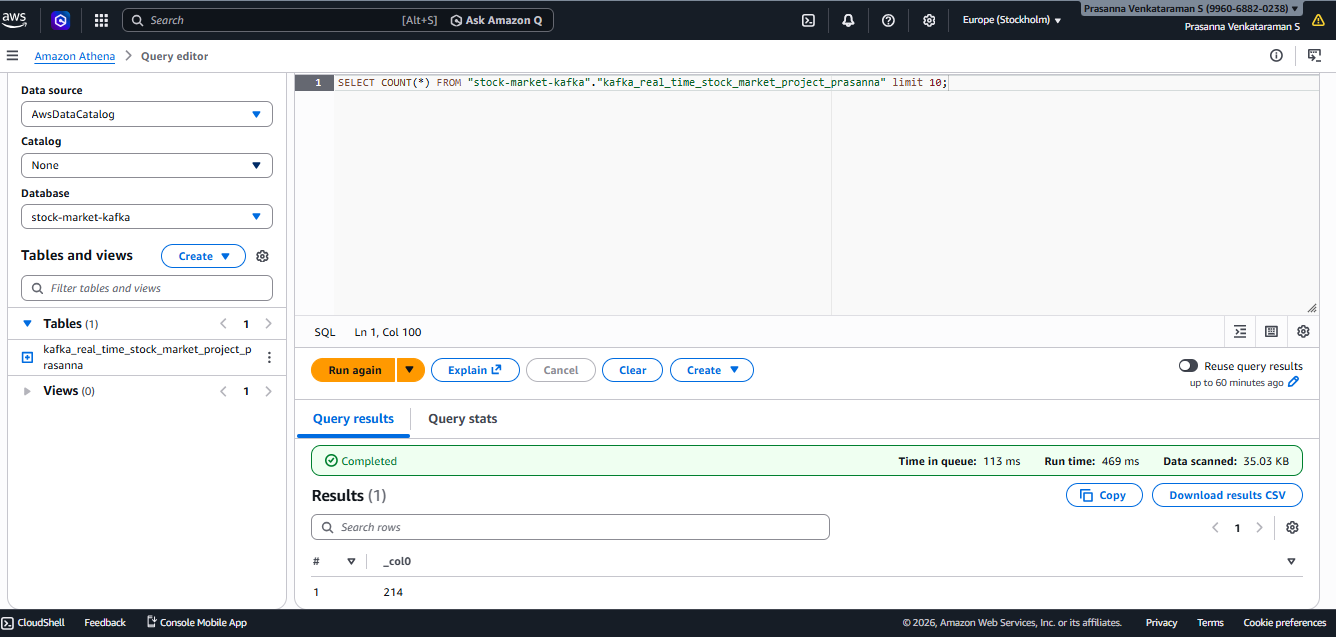 aws
Search [Alt+S] Ask Amazon Q
Europe (Stockholm)
Prasanna Venkataraman S (9960-6882-0238)
Prasanna Venkataraman S
Amazon Athena > Query editor
Data source
AwsDataCatalog
Catalog
None
Database
stock-market-kafka
Tables and views
Create
Filter tables and views
Tables (1) < 1 >
kafka_real_time_stock_market_project_p
rasanna
Views (0) < 1 >
1 SELECT COUNT(*) FROM "stock-market-kafka"."kafka_real_time_stock_market_project_prasanna" limit 10;
SQL Ln 1, Col 100
Run again Explain Cancel Clear Create
Reuse query results
up to 60 minutes ago
Query results Query stats
Completed Time in queue: 113 ms Run time: 469 ms Data scanned: 35.03 KB
Results (1) Copy Download results CSV
Search rows < 1 >
# _col0
1 214
CloudShell Feedback Console Mobile App © 2026, Amazon Web Services, Inc. or its affiliates. Privacy Terms Cookie preferences